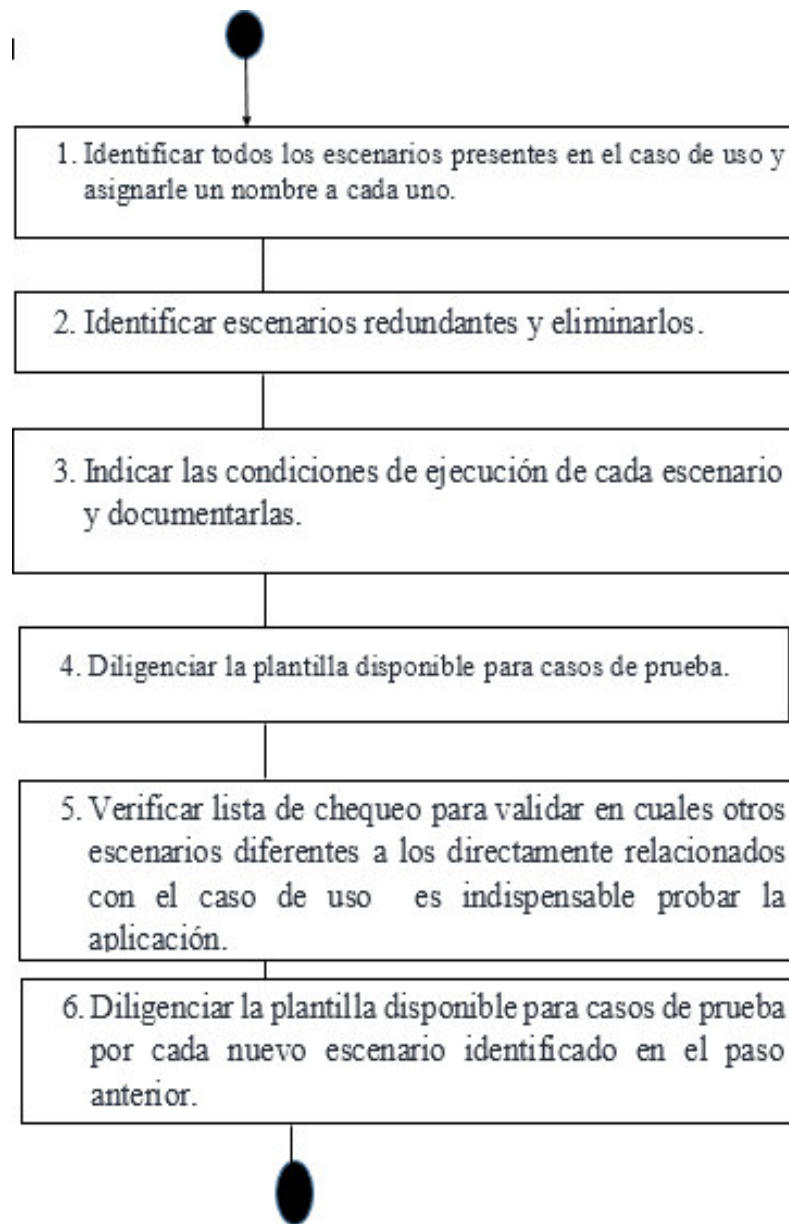 1. Identificar todos los escenarios presentes en el caso de uso y
asignarle un nombre a cada uno.
2. Identificar escenarios redundantes y eliminarlos.
3. Indicar las condiciones de ejecución de cada escenario
y documentarlas.
4. Diligenciar la plantilla disponible para casos de prueba.
5. Verificar lista de chequeo para validar en cuales otros
escenarios diferentes a los directamente relacionados
con el caso de uso es indispensable probar la
aplicación.
6. Diligenciar la plantilla disponible para casos de prueba
por cada nuevo escenario identificado en el paso
anterior.